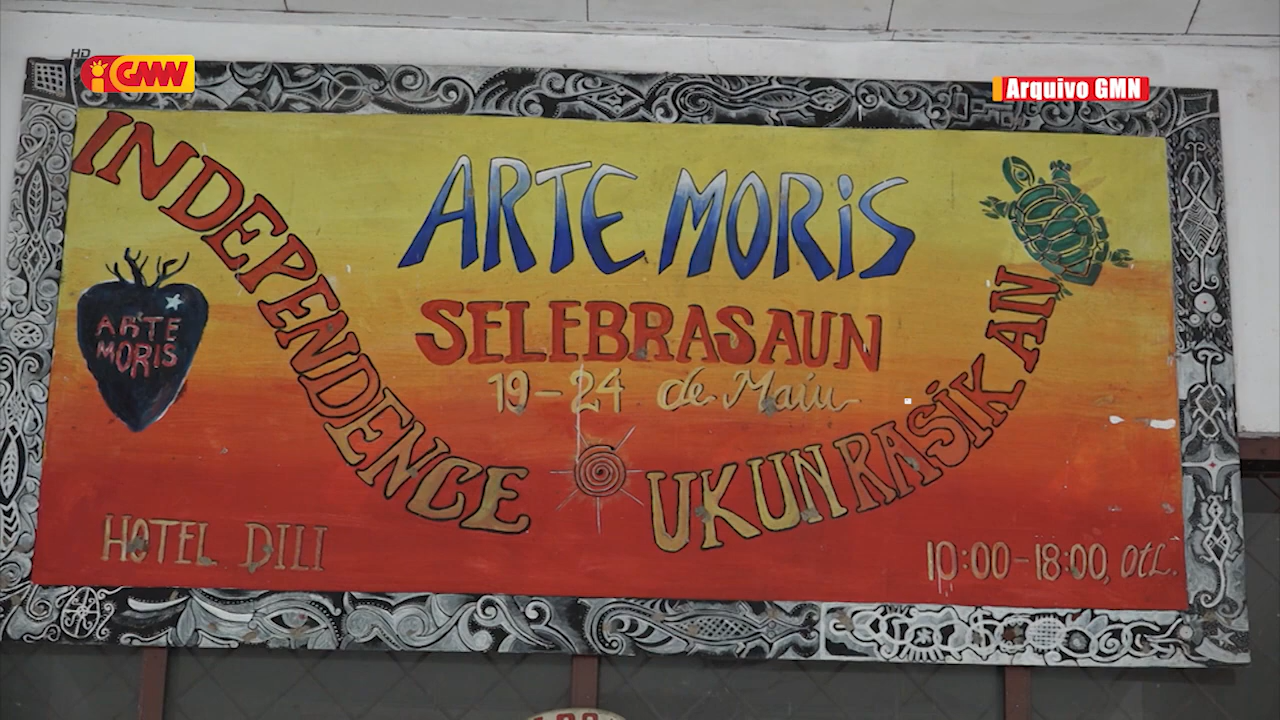 HD
GMN
Arquivo GMN
INDEPENDENCE
ARTE MORiS
ARTE
MORIS
SELEBRASAUN
19-24 de Maiu
UKUN RASIK AN
HOTEL DILI
10:00-18:00 OtL.